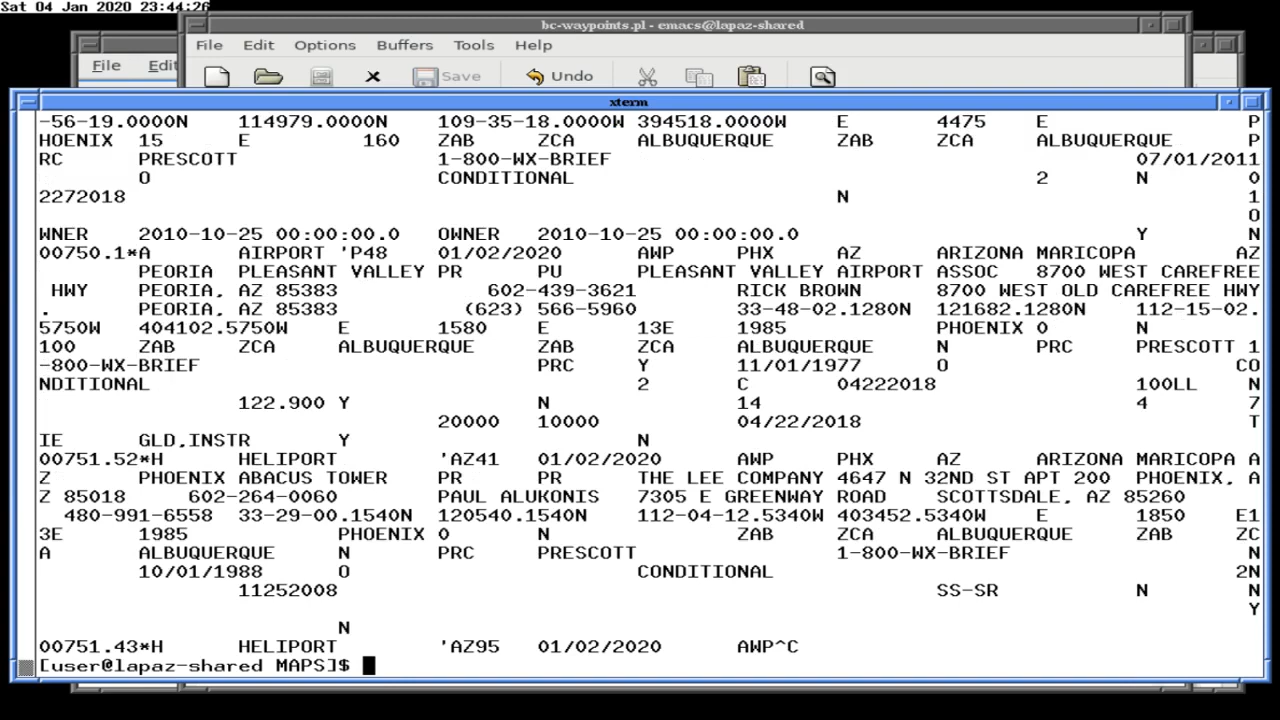 Sat 04 Jan 2020 23:44:26
bc-waypoints.pl - emacs@lapaz-shared
File Edit Options Buffers Tools Help
File Edit
Save Undo
xterm
-56-19.0000N 114979.0000N 109-35-18.0000W 394518.0000W E 4475 E P
HOENIX 15 E 160 ZAB ZCA ALBUQUERQUE ZAB ZCA ALBUQUERQUE P
RC PRESCOTT 1-800-WX-BRIEF 07/01/2011
O CONDITIONAL 2 N 0
2272018 N 1
O
WNER 2010-10-25 00:00:00.0 OWNER 2010-10-25 00:00:00.0 Y N
00750.1*A AIRPORT 'P48 01/02/2020 AWP PHX AZ ARIZONA MARICOPA AZ
PEORIA PLEASANT VALLEY PR PU PLEASANT VALLEY AIRPORT ASSOC 8700 WEST CAREFREE
HWY PEORIA, AZ 85383 602-439-3621 RICK BROWN 8700 WEST OLD CAREFREE HWY
. PEORIA, AZ 85383 (623) 566-5960 33-48-02.1280N 121682.1280N 112-15-02.
5750W 404102.5750W E 1580 E 13E 1985 PHOENIX 0 N
100 ZAB ZCA ALBUQUERQUE ZAB ZCA ALBUQUERQUE N PRC PRESCOTT 1
-800-WX-BRIEF PRC Y 11/01/1977 O CO
NDITIONAL 2 C 04222018 100LL N
122.900 Y N 14 4 7
20000 10000 04/22/2018 T
IE GLD,INSTR Y N
00751.52*H HELIPORT 'AZ41 01/02/2020 AWP PHX AZ ARIZONA MARICOPA A
Z PHOENIX ABACUS TOWER PR PR THE LEE COMPANY 4647 N 32ND ST APT 200 PHOENIX, A
Z 85018 602-264-0060 PAUL ALUKONIS 7305 E GREENWAY ROAD SCOTTSDALE, AZ 85260
480-991-6558 33-29-00.1540N 120540.1540N 112-04-12.5340W 403452.5340W E 1850 E1
3E 1985 PHOENIX 0 N ZAB ZCA ALBUQUERQUE ZAB ZC
A ALBUQUERQUE N PRC PRESCOTT 1-800-WX-BRIEF N
10/01/1988 O CONDITIONAL 2N
11252008 SS-SR N N
Y
N
00751.43*H HELIPORT 'AZ95 01/02/2020 AWP^C
[user@lapaz-shared MAPS]$